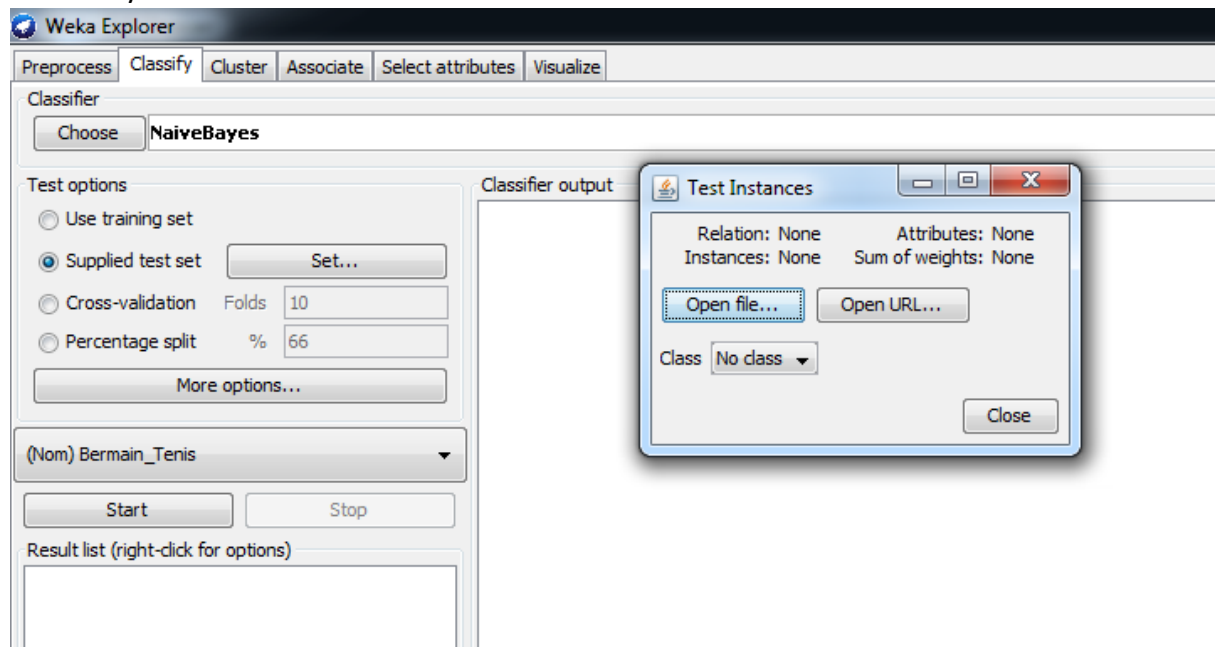 Weka Explorer
Preprocess Classify Cluster Associate Select attributes Visualize
Classifier
Choose NaiveBayes
Test options
Use training set
Supplied test set Set...
Cross-validation Folds 10
Percentage split % 66
More options...
(Nom) Bermain_Tenis
Start Stop
Result list (right-click for options)
Classifier output
Test Instances
Relation: None Attributes: None
Instances: None Sum of weights: None
Open file... Open URL...
Class No class
Close